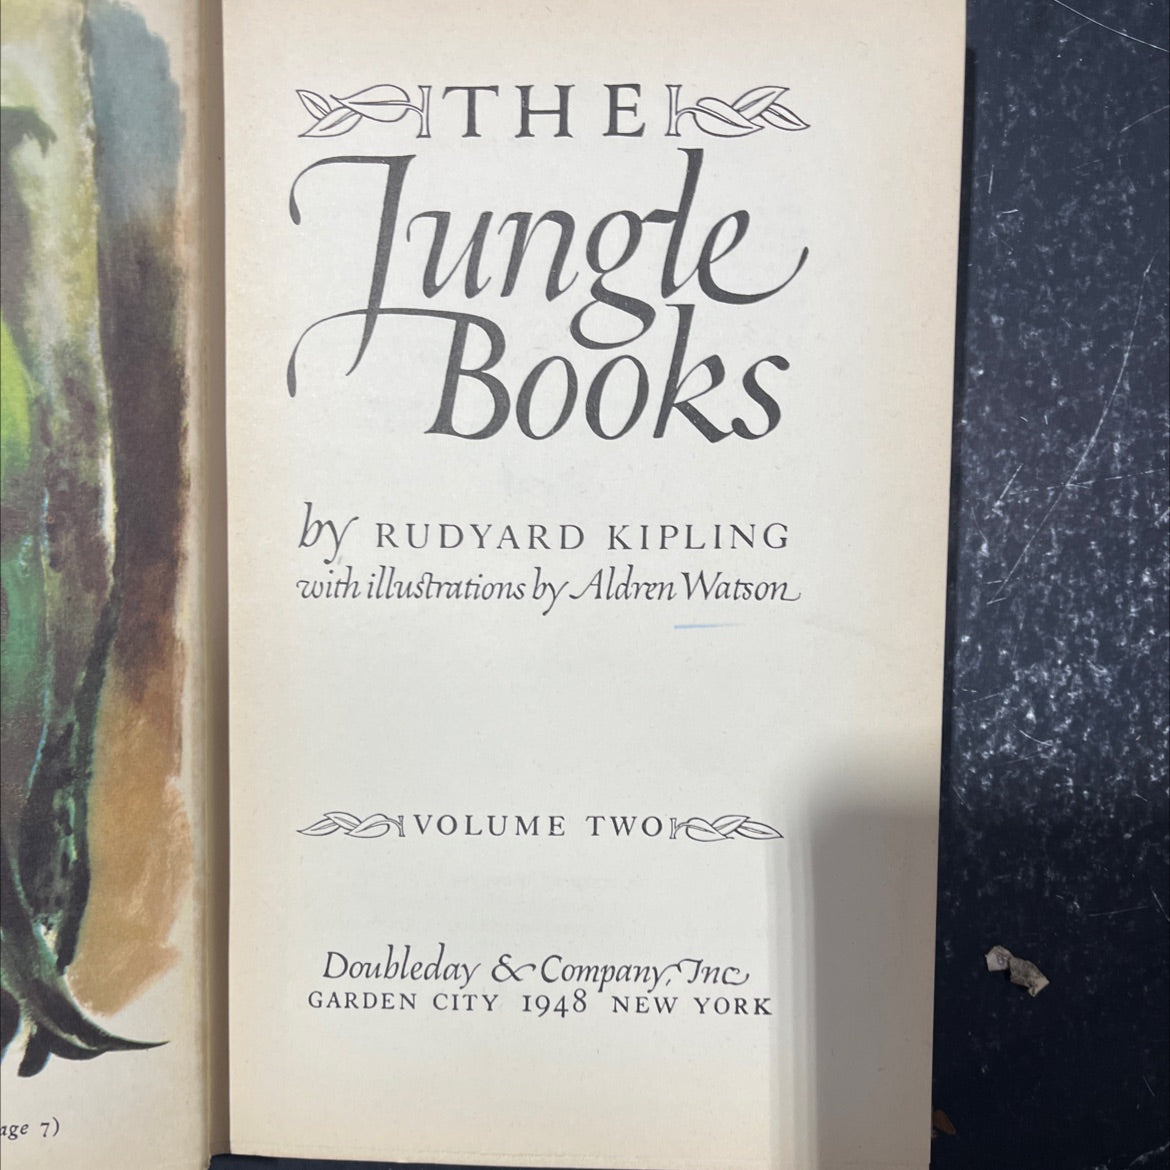 THE
Jungle
Books
by RUDYARD KIPLING
with illustrations by Aldren Watson
VOLUME TWO
Doubleday & Company, Inc
GARDEN CITY 1948 NEW YORK
7)